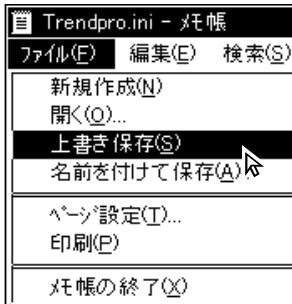 Trendpro.ini - メモ帳
ファイル(F) 編集(E) 検索(S)
新規作成(N)
開く(O)...
上書き保存(S)
名前を付けて保存(A)
ページ設定(T)...
印刷(P)
メモ帳の終了(X)